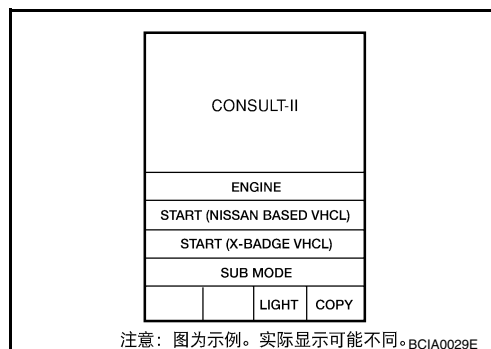 CONSULT-II
ENGINE
START (NISSAN BASED VHCL)
START (X-BADGE VHCL)
SUB MODE
LIGHT COPY
注意：图为示例。实际显示可能不同。BCIA0029E